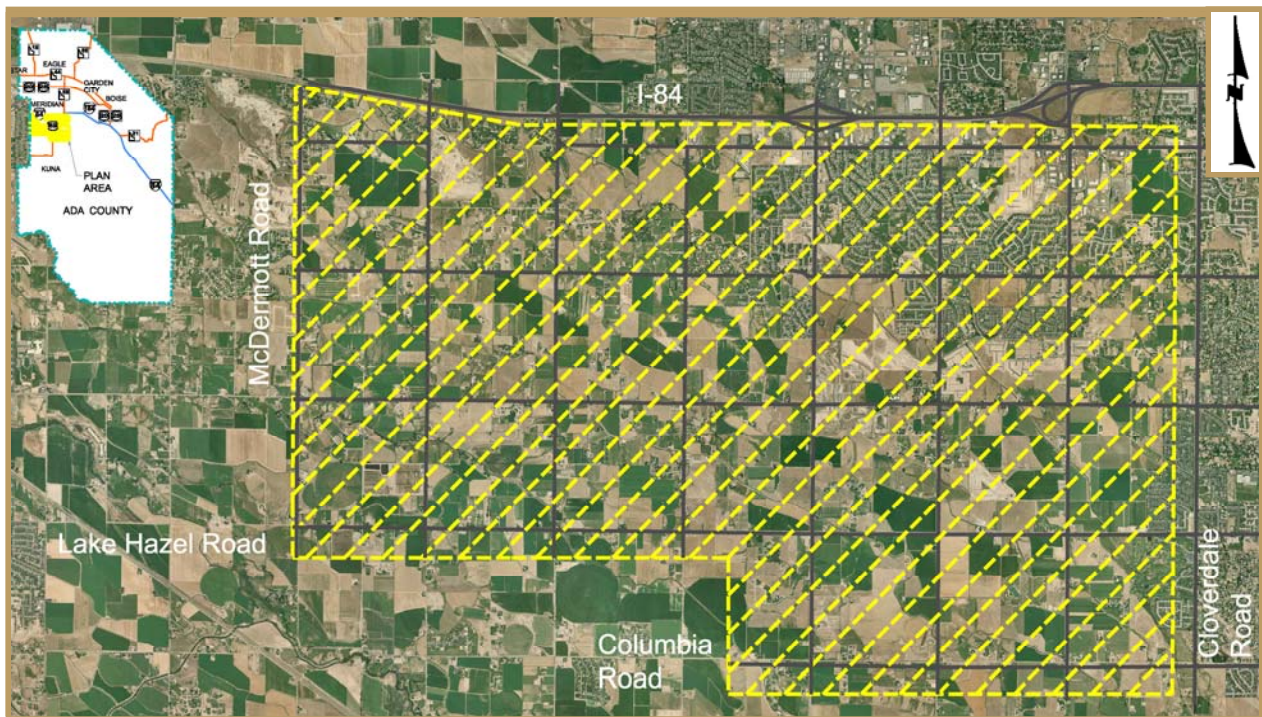 EAGLE
GARDEN
CITY
BOISE
MERIDIAN
KUNA
PLAN
AREA
ADA COUNTY
I-84
McDermott Road
Lake Hazel Road
Columbia
Road
Cloverdale
Road
N